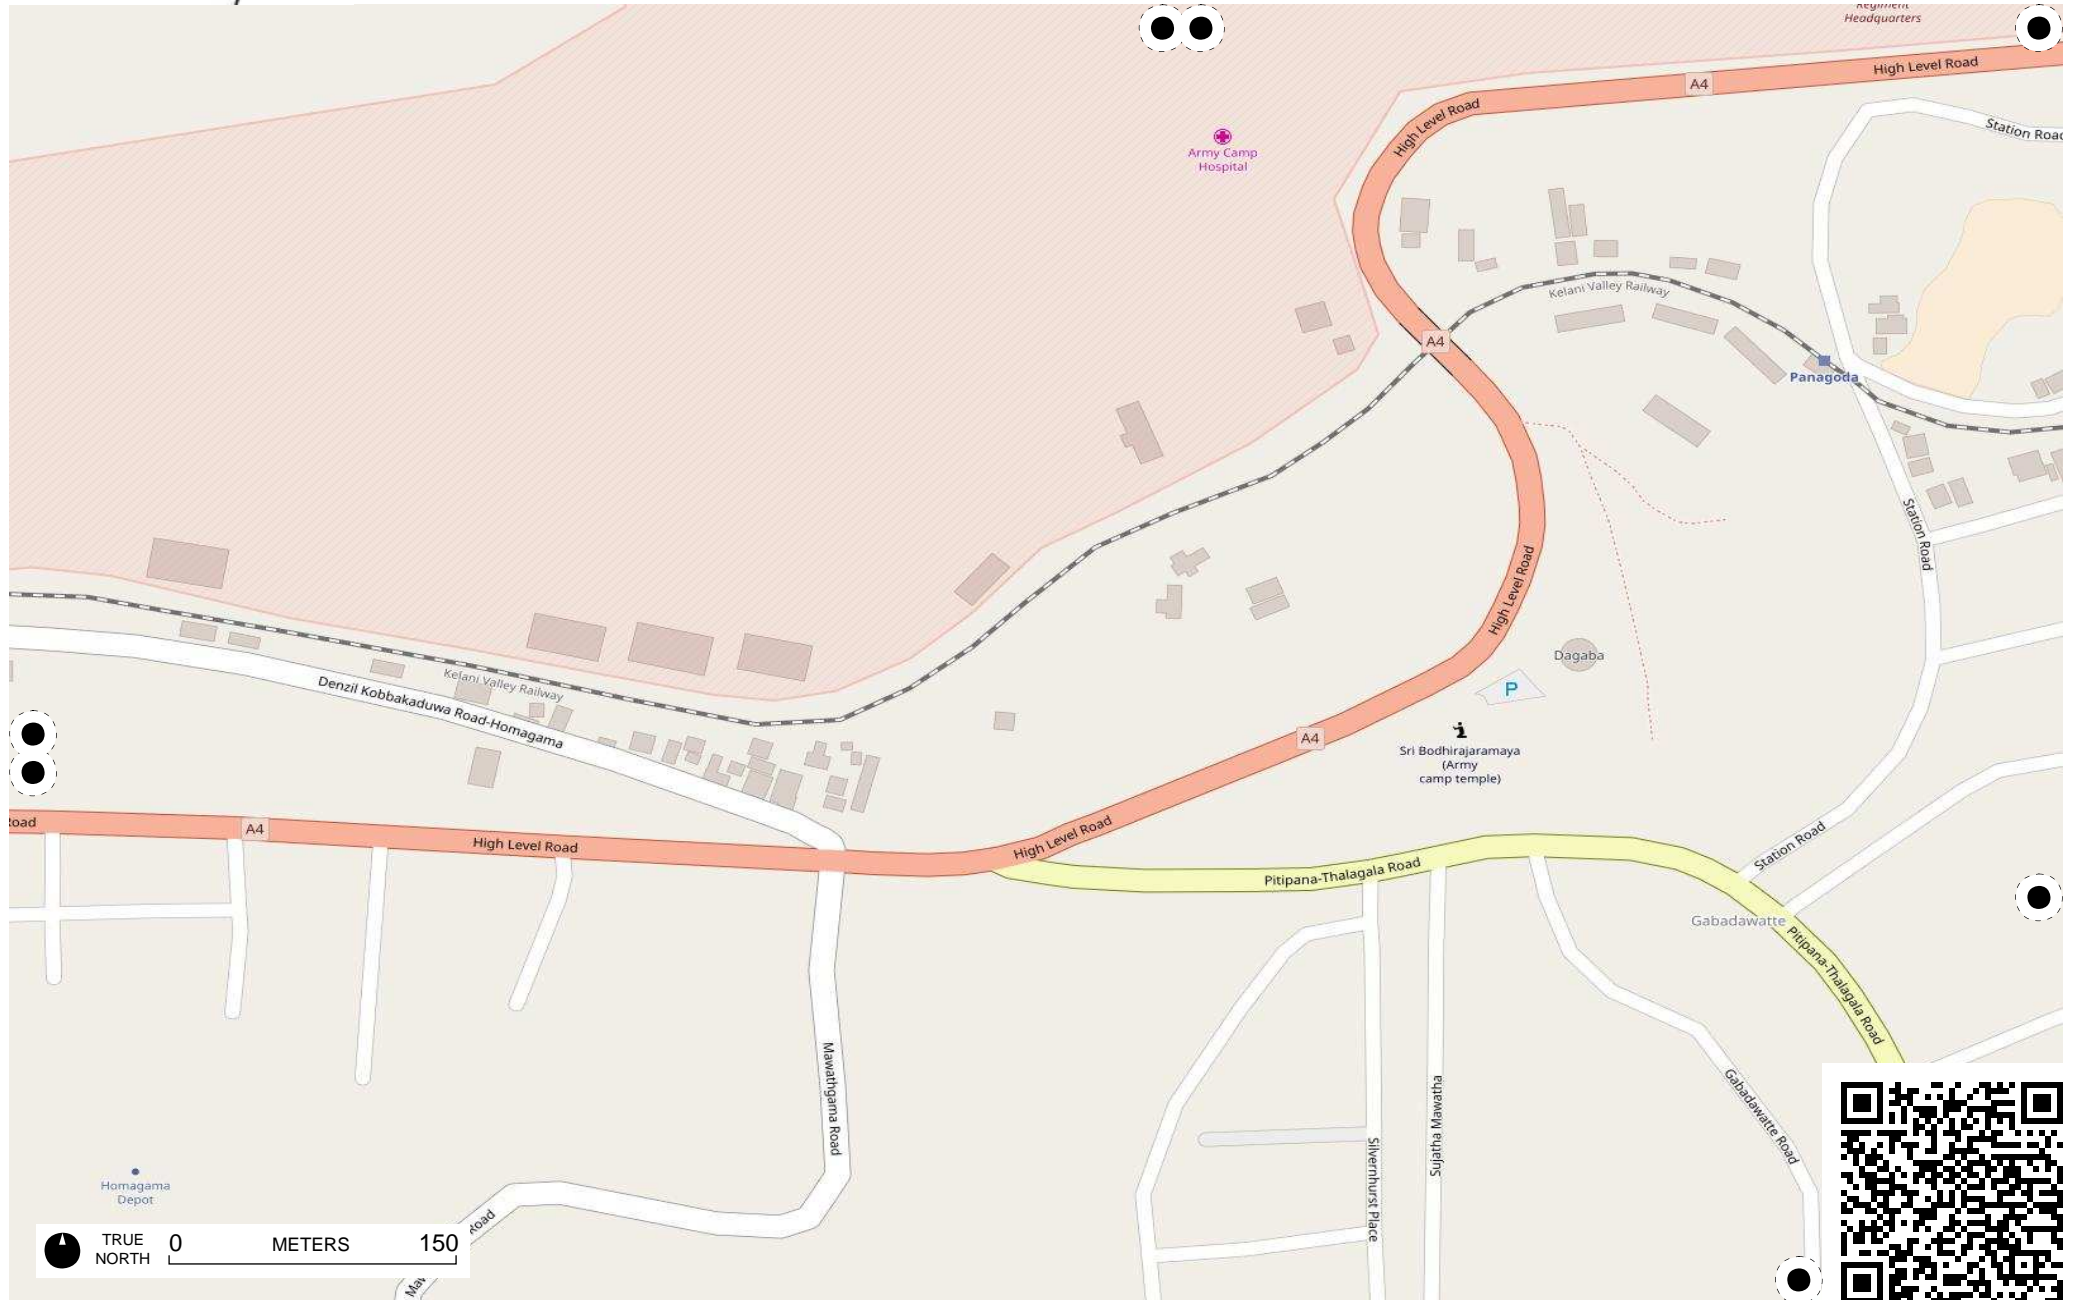 Regiment
Headquarters
High Level Road
A4
High Level Road
Station Road
Army Camp
Hospital
Kelani Valley Railway
A4
Panagoda
Station Road
High Level Road
Dagaba
P
Kelani Valley Railway
Denzil Kobbakaduwa Road-Homagama
A4
Sri Bodhirajaramaya
(Army
camp temple)
Road
A4
High Level Road
High Level Road
Station Road
Pitipana-Thalagala Road
Gabadawatte
Pitipana-Thalagala Road
Mawathgama Road
Gabadawatte Road
Sujatha Mawatha
Silvernhurst Place
Homagama
Depot
Road
TRUE
NORTH
0 METERS 150